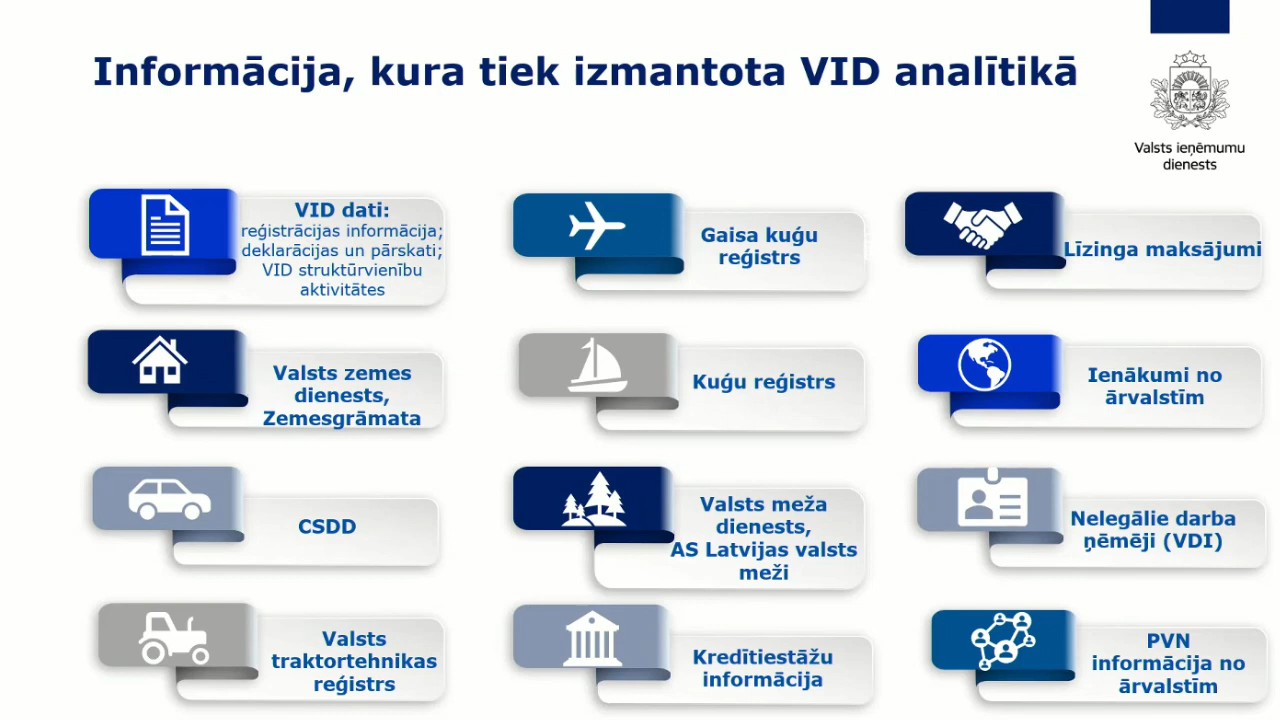 Informācija, kura tiek izmantota VID analītikā
Valsts ieņēmumu
dienests
VID dati:
reģistrācijas informācija;
deklarācijas un pārskati;
VID struktūrvienību
aktivitātes
Gaisa kuģu
reģistrs
Līzinga maksājumi
Valsts zemes
dienests,
Zemesgrāmata
Kuģu reģistrs
Ienākumi no
ārvalstīm
CSDD
Valsts meža
dienests,
AS Latvijas valsts
meži
Nelegālie darba
ņēmēji (VDI)
Valsts
traktortehnikas
reģistrs
Kredītiestāžu
informācija
PVN
informācija no
ārvalstīm